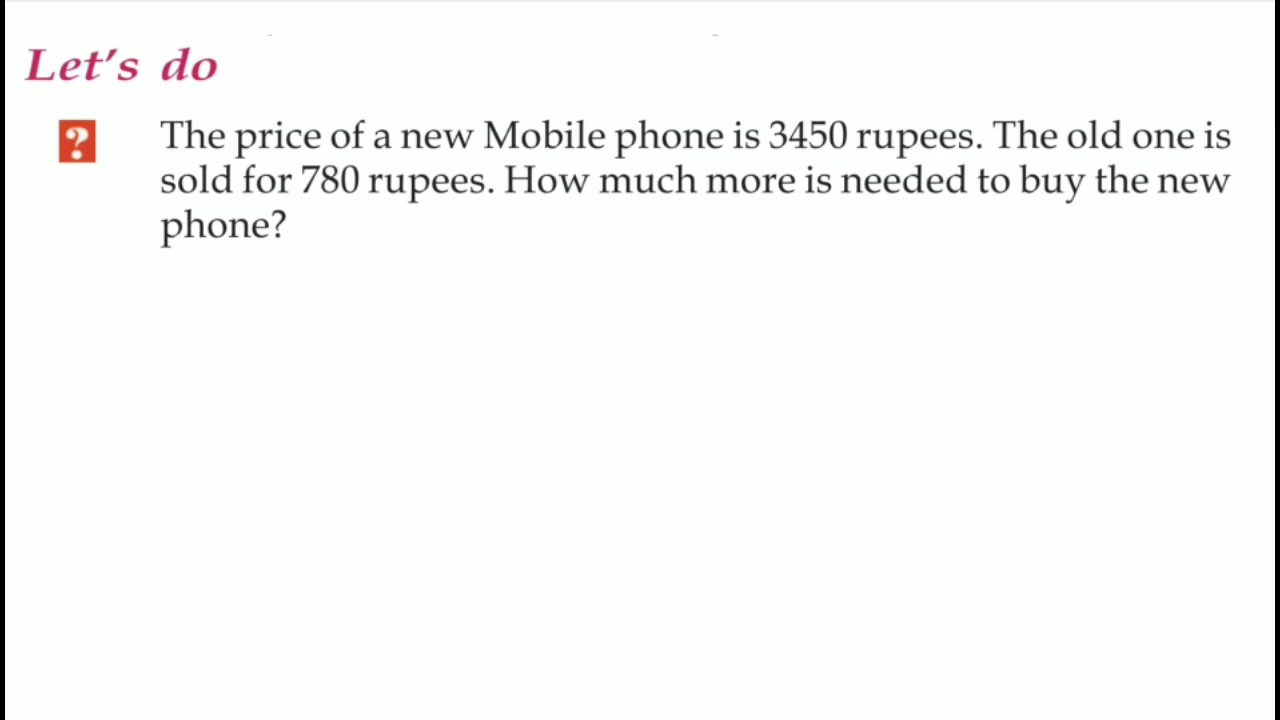 Let's do
? The price of a new Mobile phone is 3450 rupees. The old one is
sold for 780 rupees. How much more is needed to buy the new
phone?